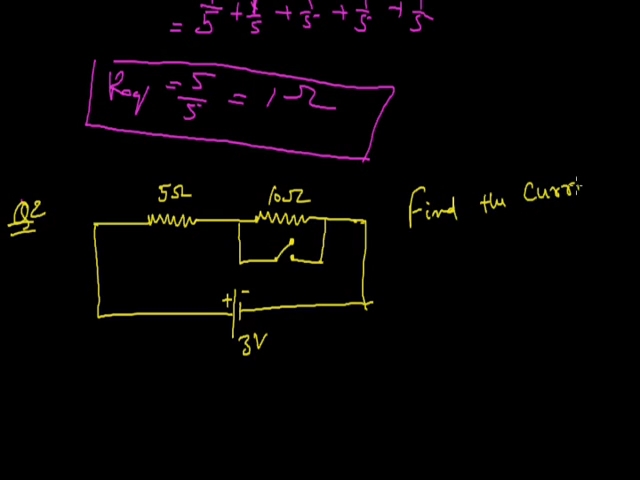 = 1/5 + 1/5 + 1/5 + 1/5 + 1/5
Req = 5/5 = 1Ω
Q2
5Ω 10Ω
Find the curr
+ -
3V